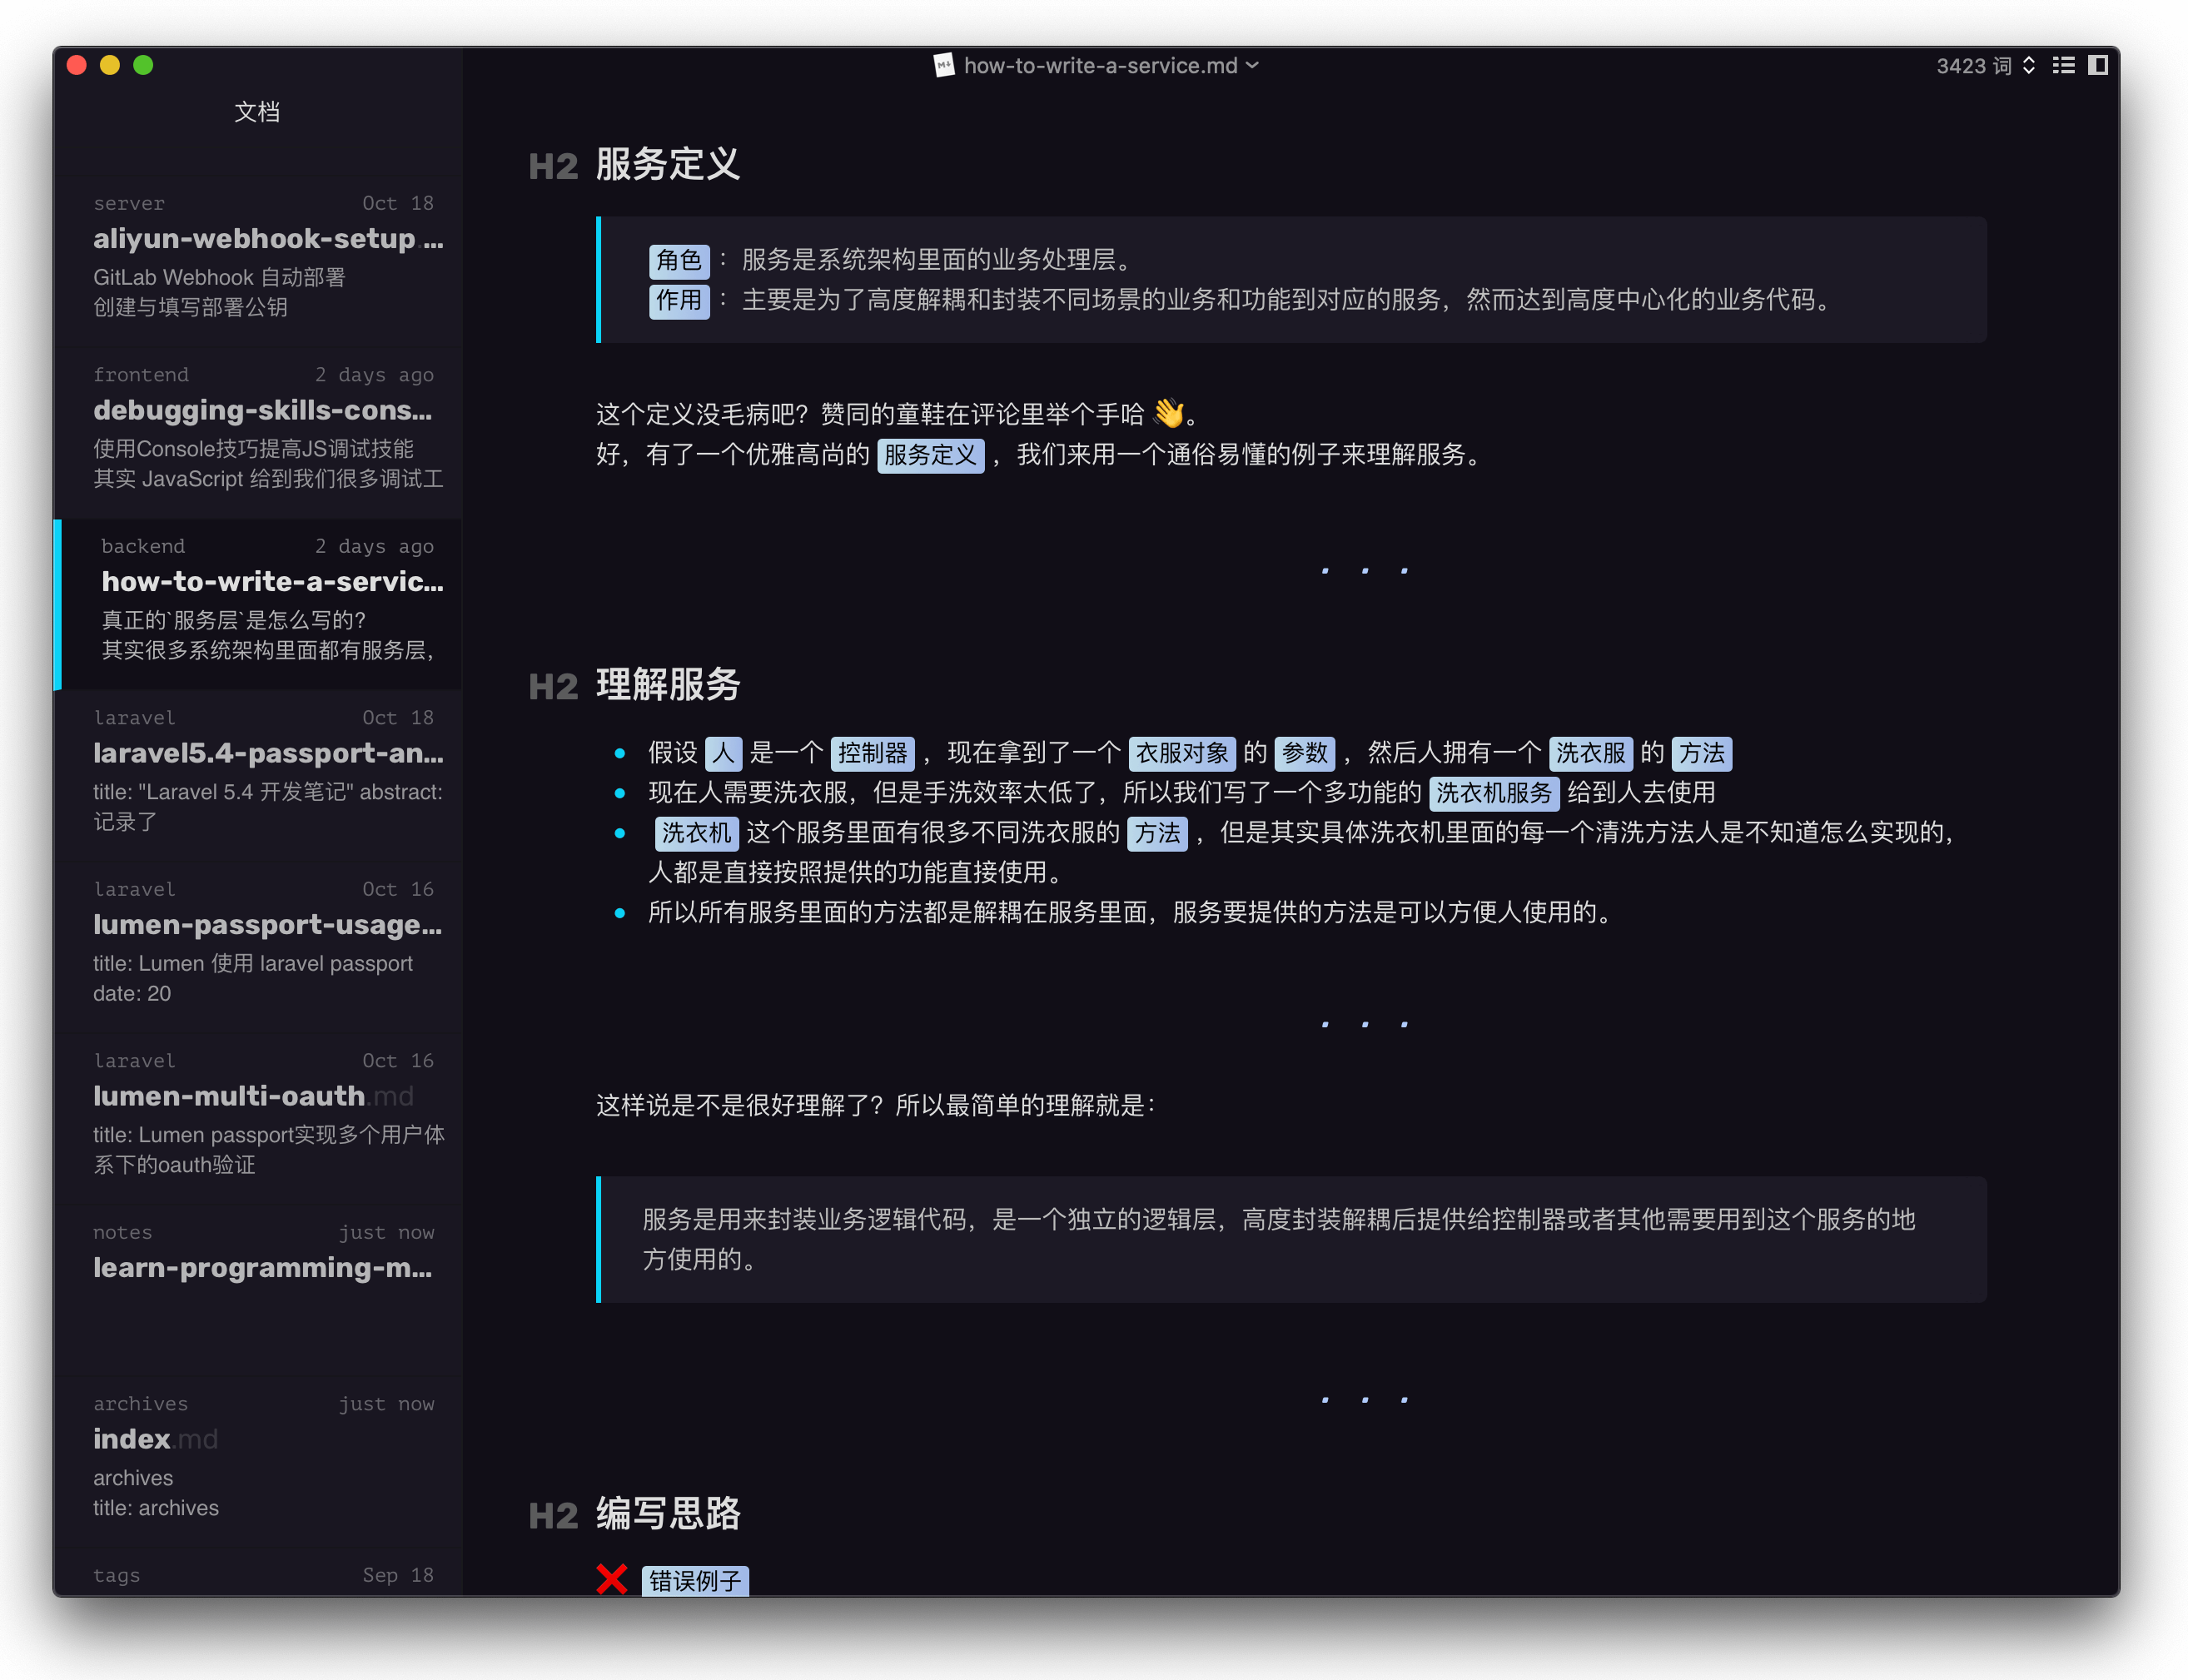 how-to-write-a-service.md
3423 词
文档
server Oct 18
aliyun-webhook-setup.…
GitLab Webhook 自动部署
创建与填写部署公钥
frontend 2 days ago
debugging-skills-cons…
使用Console技巧提高JS调试技能
其实 JavaScript 给到我们很多调试工
backend 2 days ago
how-to-write-a-servic…
真正的`服务层`是怎么写的?
其实很多系统架构里面都有服务层，
laravel Oct 18
laravel5.4-passport-an…
title: "Laravel 5.4 开发笔记" abstract:
记录了
laravel Oct 16
lumen-passport-usage…
title: Lumen 使用 laravel passport
date: 20
laravel Oct 16
lumen-multi-oauth.md
title: Lumen passport实现多个用户体
系下的oauth验证
notes just now
learn-programming-m…
archives just now
index.md
archives
title: archives
tags Sep 18
H2 服务定义
角色 ：服务是系统架构里面的业务处理层。
作用 ：主要是为了高度解耦和封装不同场景的业务和功能到对应的服务，然而达到高度中心化的业务代码。
这个定义没毛病吧？赞同的童鞋在评论里举个手哈 👋。
好，有了一个优雅高尚的 服务定义 ，我们来用一个通俗易懂的例子来理解服务。
· · ·
H2 理解服务
假设 人 是一个 控制器 ，现在拿到了一个 衣服对象 的 参数 ，然后人拥有一个 洗衣服 的 方法
现在人需要洗衣服，但是手洗效率太低了，所以我们写了一个多功能的 洗衣机服务 给到人去使用
洗衣机 这个服务里面有很多不同洗衣服的 方法 ，但是其实具体洗衣机里面的每一个清洗方法人是不知道怎么实现的，
人都是直接按照提供的功能直接使用。
所以所有服务里面的方法都是解耦在服务里面，服务要提供的方法是可以方便人使用的。
· · ·
这样说是不是很好理解了？所以最简单的理解就是：
服务是用来封装业务逻辑代码，是一个独立的逻辑层，高度封装解耦后提供给控制器或者其他需要用到这个服务的地
方使用的。
· · ·
H2 编写思路
❌ 错误例子